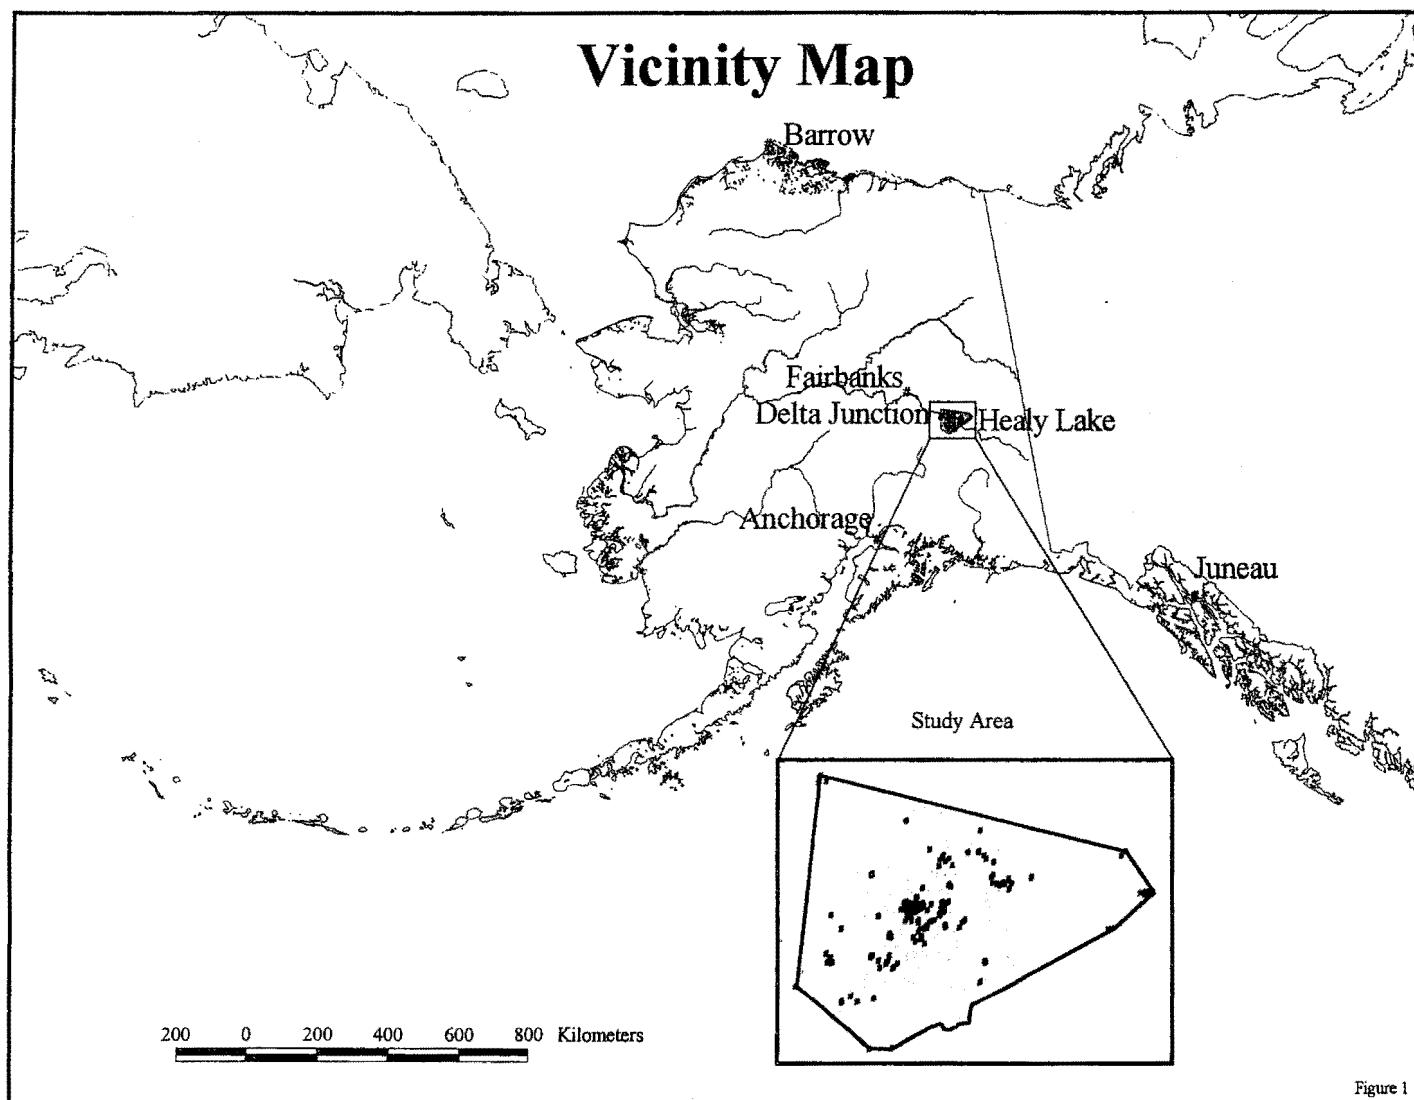 Vicinity Map
Barrow
Fairbanks
Delta Junction
Healy Lake
Anchorage
Juneau
Study Area
200 0 200 400 600 800 Kilometers
Figure 1